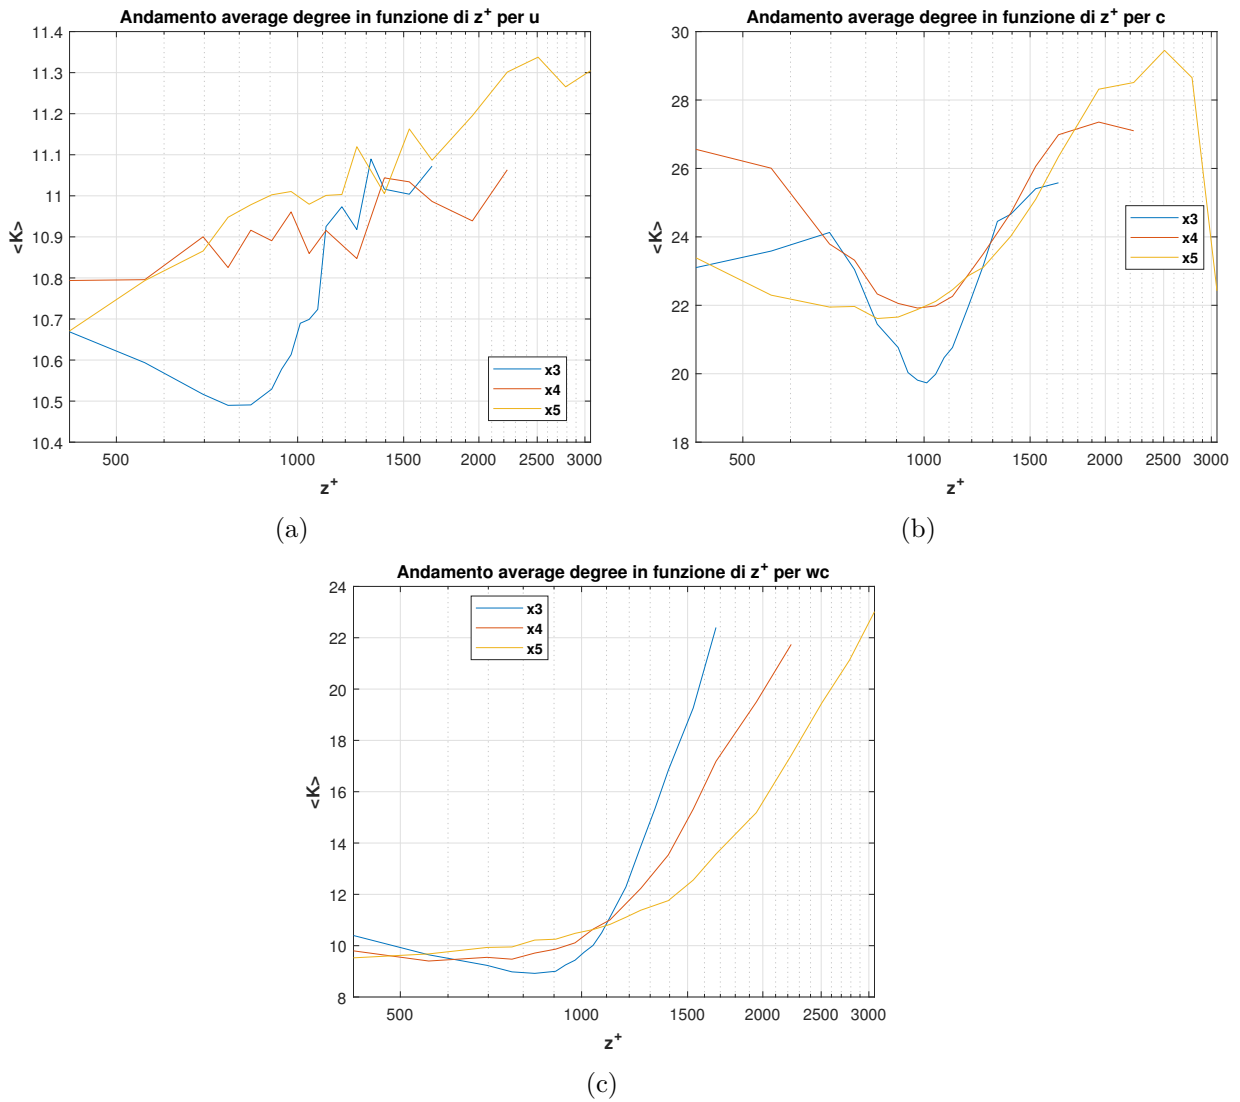 Andamento average degree in funzione di z+ per u
11.4
11.3
11.2
11.1
11
10.9
10.8
10.7
10.6
10.5
10.4
<K>
x3
x4
x5
500 1000 1500 2000 2500 3000
z+
(a)
Andamento average degree in funzione di z+ per c
30
28
26
24
22
20
18
<K>
x3
x4
x5
500 1000 1500 2000 2500 3000
z+
(b)
Andamento average degree in funzione di z+ per wc
24
22
20
18
16
14
12
10
8
<K>
x3
x4
x5
500 1000 1500 2000 2500 3000
z+
(c)